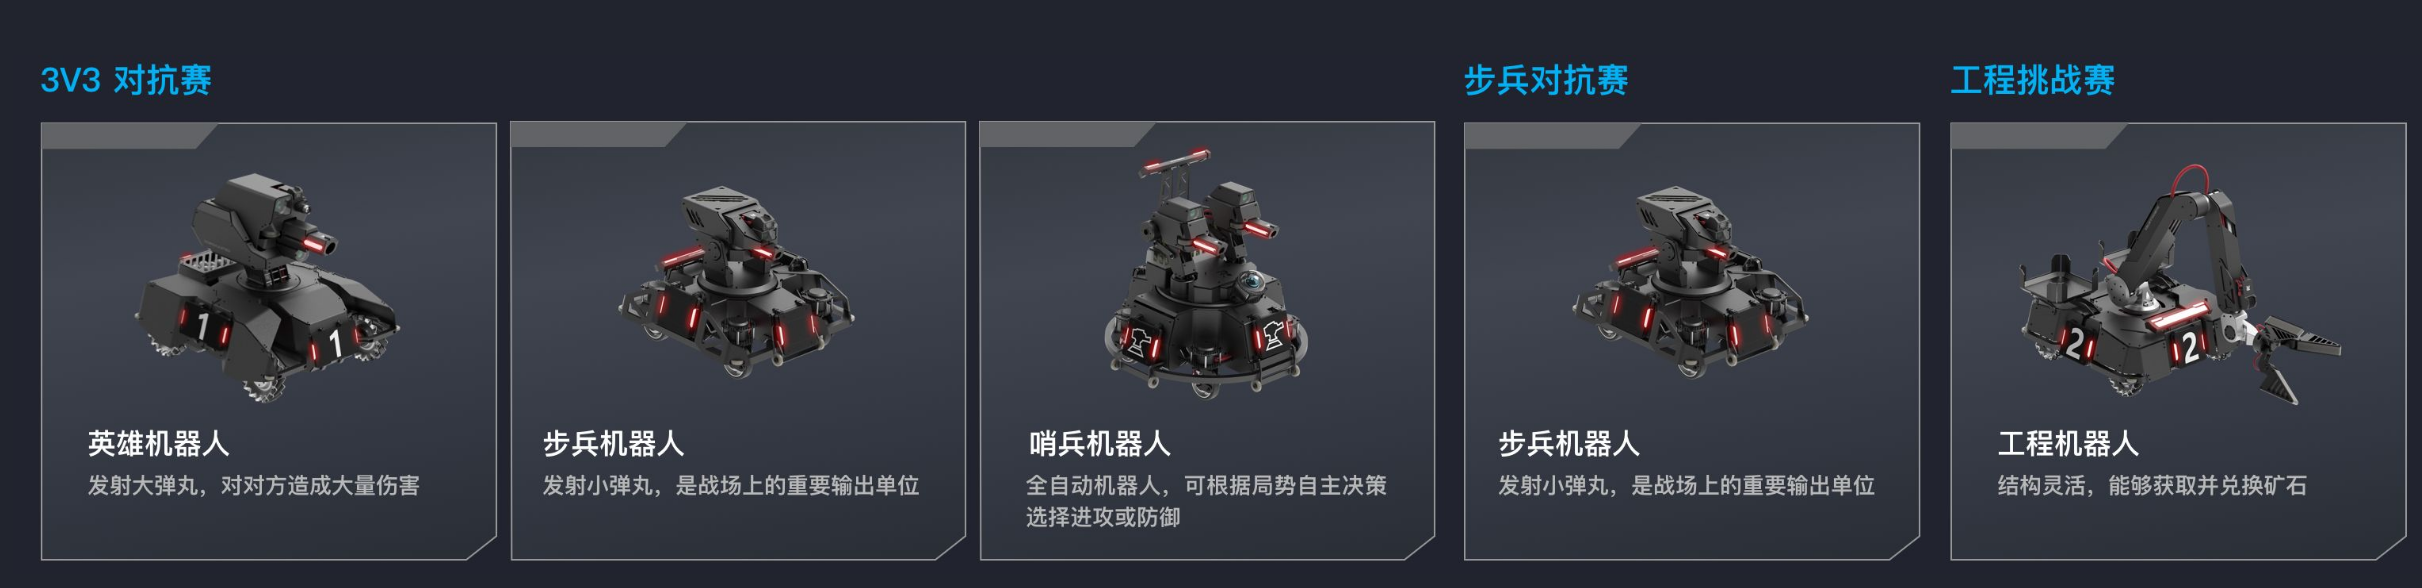 3V3 对抗赛
步兵对抗赛
工程挑战赛
1
1
英雄机器人
发射大弹丸，对对方造成大量伤害
步兵机器人
发射小弹丸，是战场上的重要输出单位
哨兵机器人
全自动机器人，可根据局势自主决策
选择进攻或防御
步兵机器人
发射小弹丸，是战场上的重要输出单位
2
2
工程机器人
结构灵活，能够获取并兑换矿石